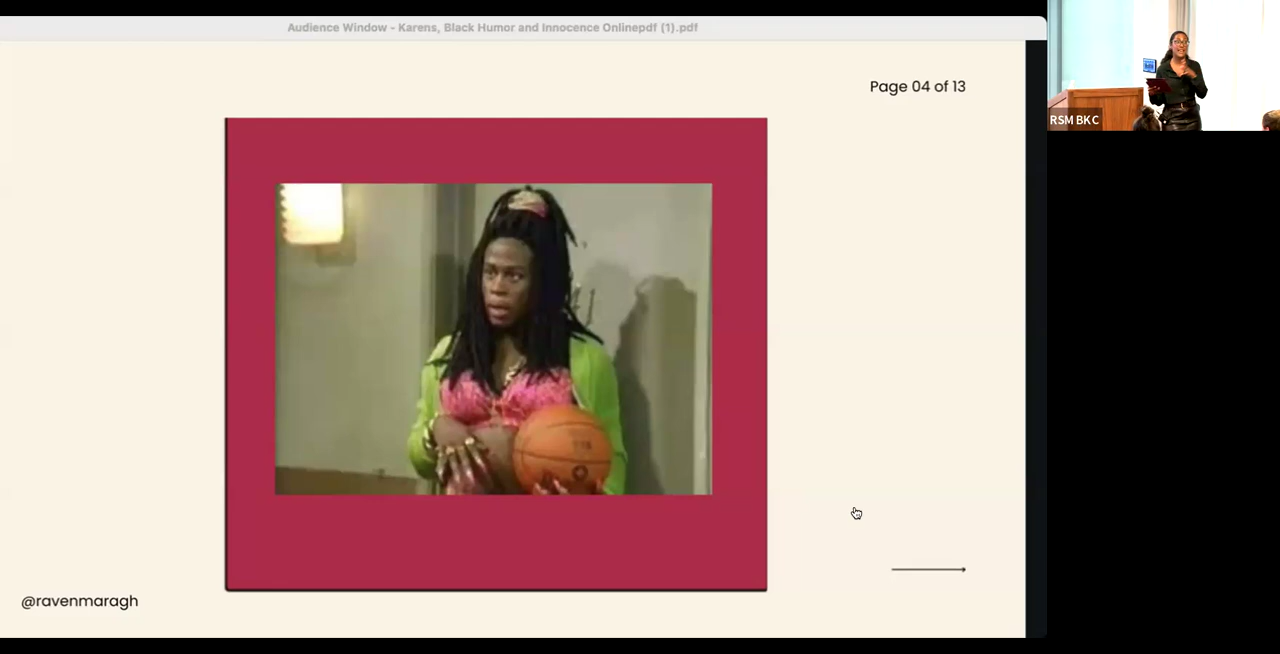 Audience Window - Karens, Black Humor and Innocence Onlinepdf (1).pdf
Page 04 of 13
RSM BKC
@ravenmaragh